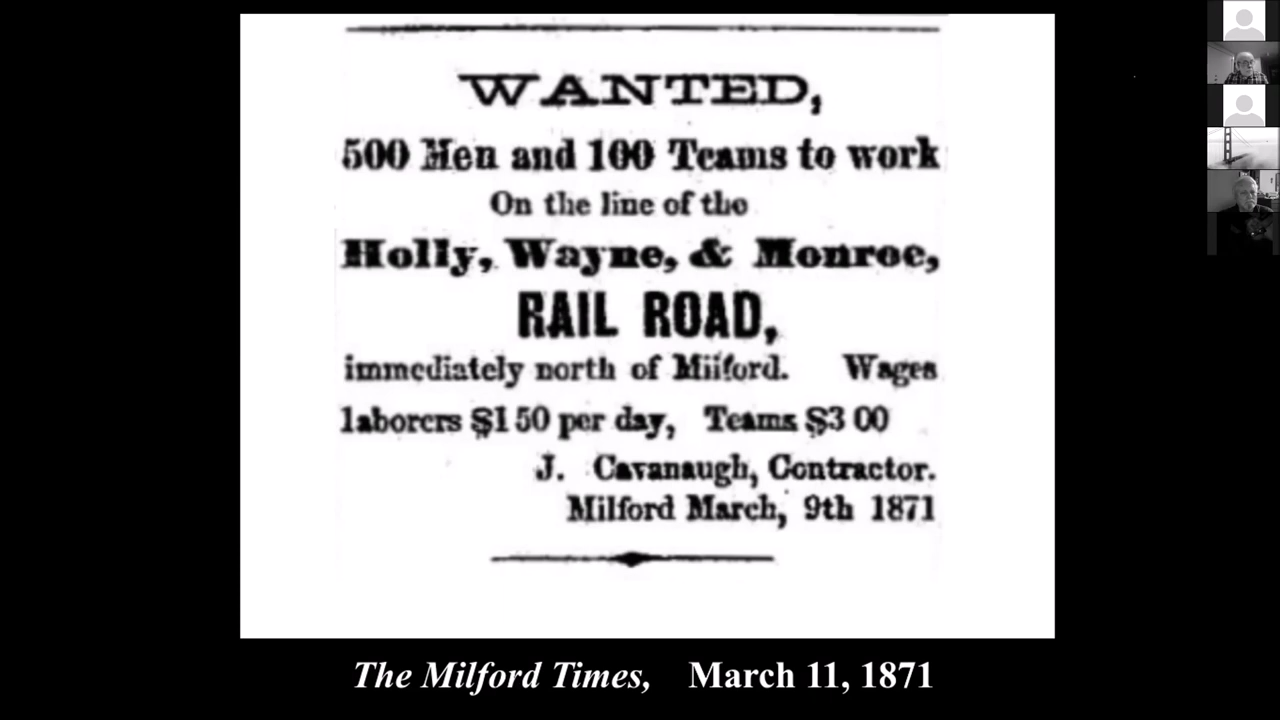 WANTED,
500 Men and 100 Teams to work
On the line of the
Holly, Wayne, & Monroe,
RAIL ROAD,
immediately north of Milford. Wages
laborers $1 50 per day, Teams $3 00
J. Cavanaugh, Contractor.
Milford March, 9th 1871
The Milford Times, March 11, 1871